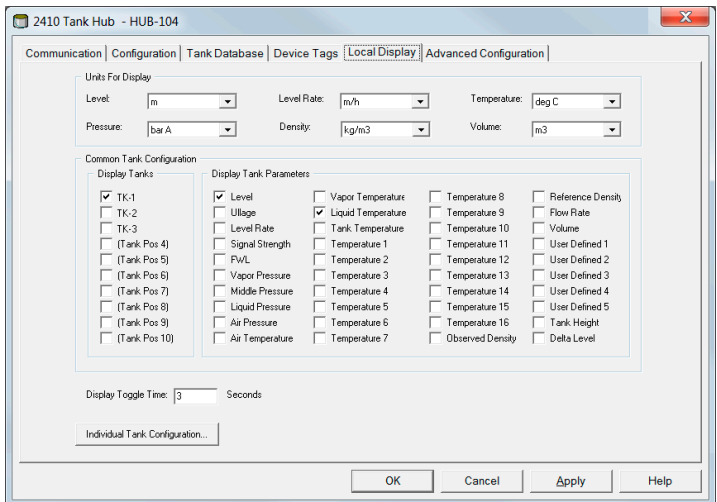 2410 Tank Hub - HUB-104
Communication Configuration Tank Database Device Tags Local Display Advanced Configuration
Units For Display
Level: m Level Rate: m/h Temperature: deg C
Pressure: bar A Density: kg/m3 Volume: m3
Common Tank Configuration
Display Tanks
TK-1
TK-2
TK-3
(Tank Pos 4)
(Tank Pos 5)
(Tank Pos 6)
(Tank Pos 7)
(Tank Pos 8)
(Tank Pos 9)
(Tank Pos 10)
Display Tank Parameters
Level
Ullage
Level Rate
Signal Strength
FWL
Vapor Pressure
Middle Pressure
Liquid Pressure
Air Pressure
Air Temperature
Vapor Temperature
Liquid Temperature
Tank Temperature
Temperature 1
Temperature 2
Temperature 3
Temperature 4
Temperature 5
Temperature 6
Temperature 7
Temperature 8
Temperature 9
Temperature 10
Temperature 11
Temperature 12
Temperature 13
Temperature 14
Temperature 15
Temperature 16
Observed Density
Reference Density
Flow Rate
Volume
User Defined 1
User Defined 2
User Defined 3
User Defined 4
User Defined 5
Tank Height
Delta Level
Display Toggle Time: 3 Seconds
Individual Tank Configuration...
OK Cancel Apply Help